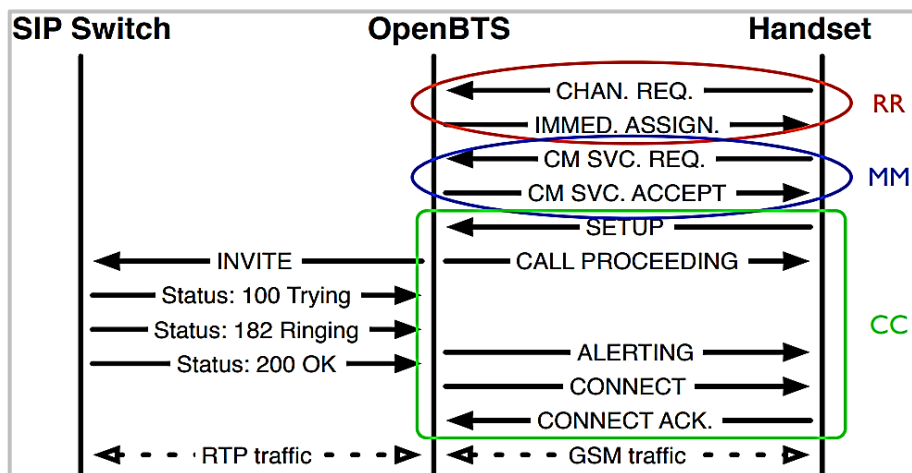 SIP Switch OpenBTS Handset
CHAN. REQ.
RR
IMMED. ASSIGN.
CM SVC. REQ.
MM
CM SVC. ACCEPT
SETUP
INVITE CALL PROCEEDING
Status: 100 Trying
CC
Status: 182 Ringing
Status: 200 OK ALERTING
CONNECT
CONNECT ACK.
RTP traffic GSM traffic